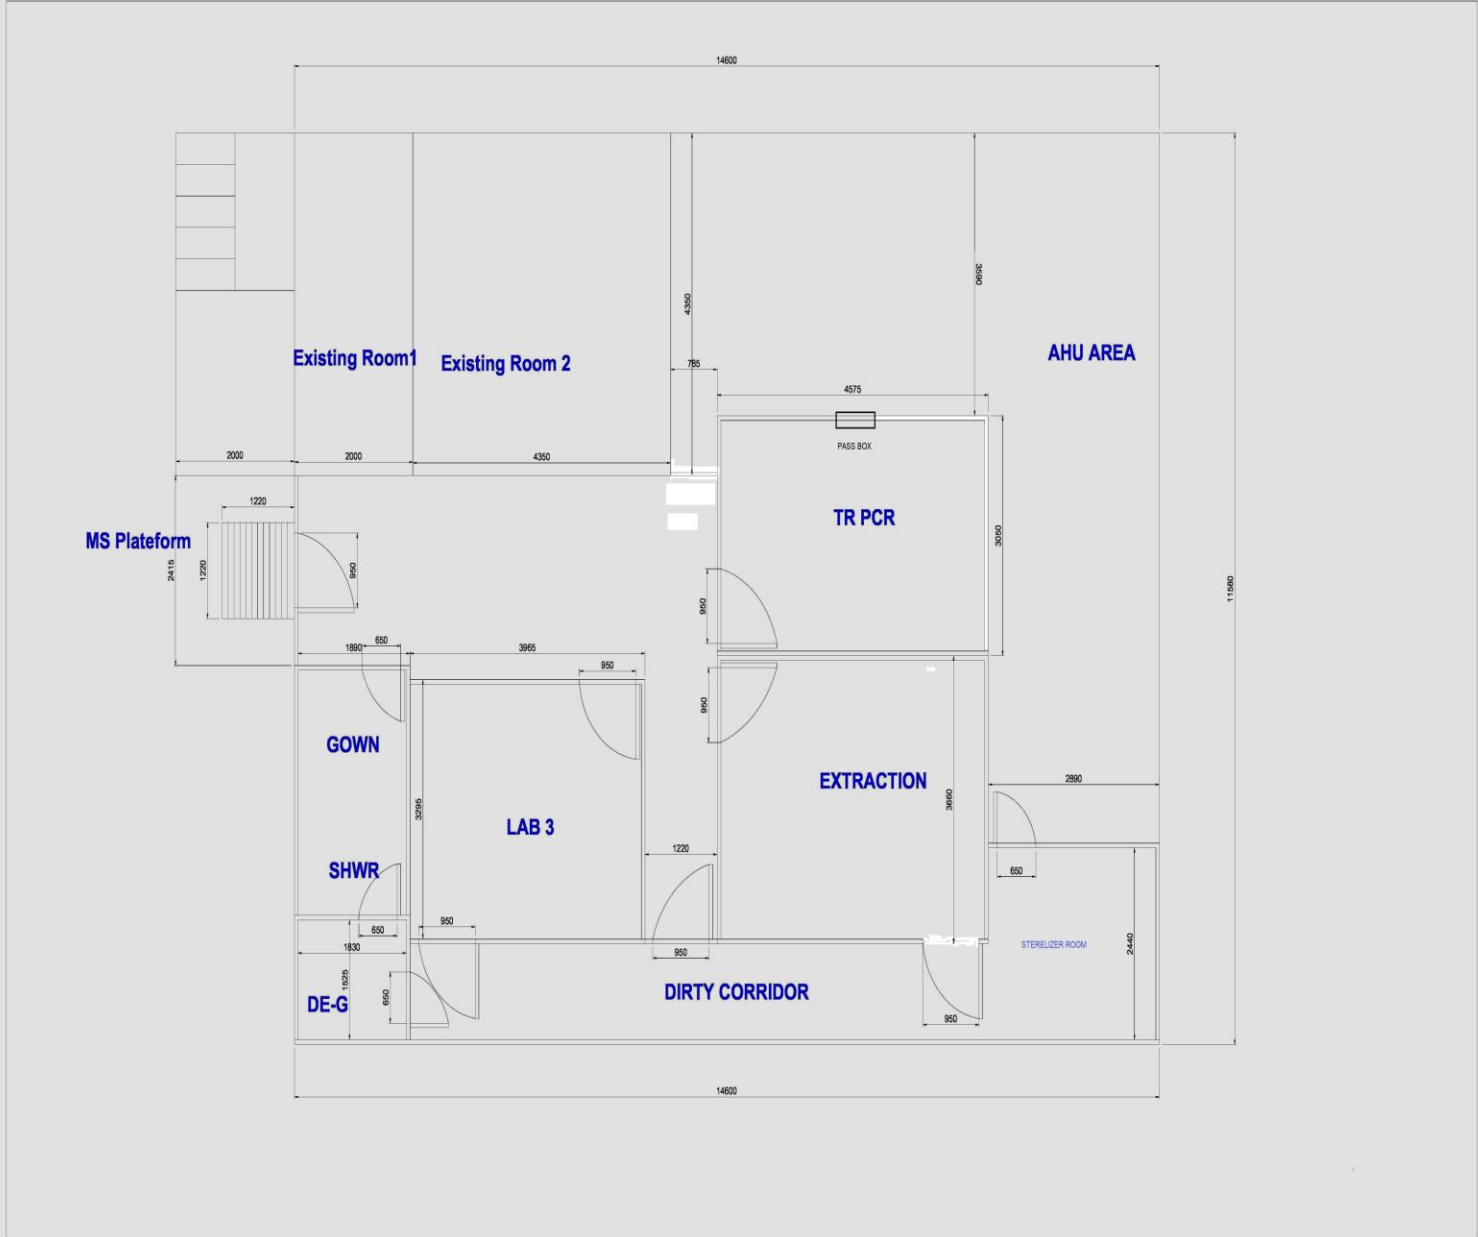 14600
3590
4350
Existing Room1
Existing Room 2
AHU AREA
785
4575
PASS BOX
2000
2000
4350
1220
TR PCR
3050
MS Plateform
2415
1220
950
950
11580
1890
650
3965
950
950
GOWN
EXTRACTION
2890
3295
3660
LAB 3
1220
SHWR
650
950
650
1830
950
STERELIZER ROOM
2440
1525
650
DE-G
DIRTY CORRIDOR
950
14600